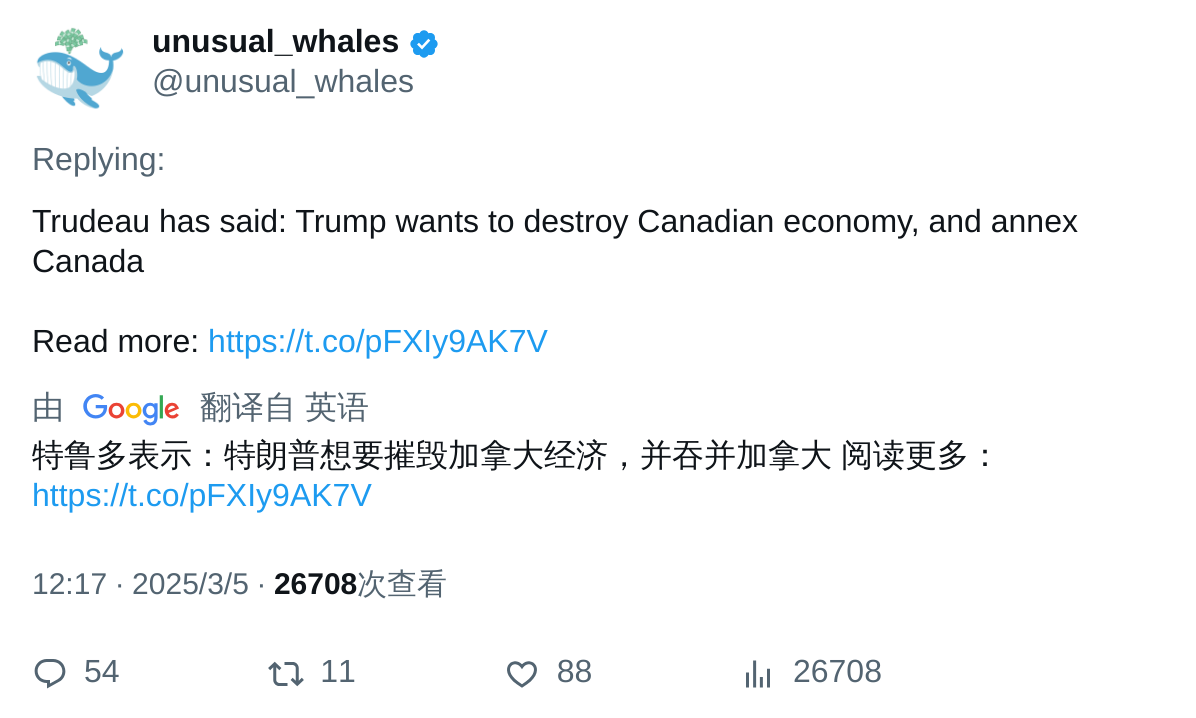 unusual_whales
@unusual_whales
Replying:
Trudeau has said: Trump wants to destroy Canadian economy, and annex
Canada
Read more: https://t.co/pFXIy9AK7V
由 Google 翻译自 英语
特鲁多表示：特朗普想要摧毁加拿大经济，并吞并加拿大 阅读更多：
https://t.co/pFXIy9AK7V
12:17 · 2025/3/5 · 26708次查看
54 11 88 26708